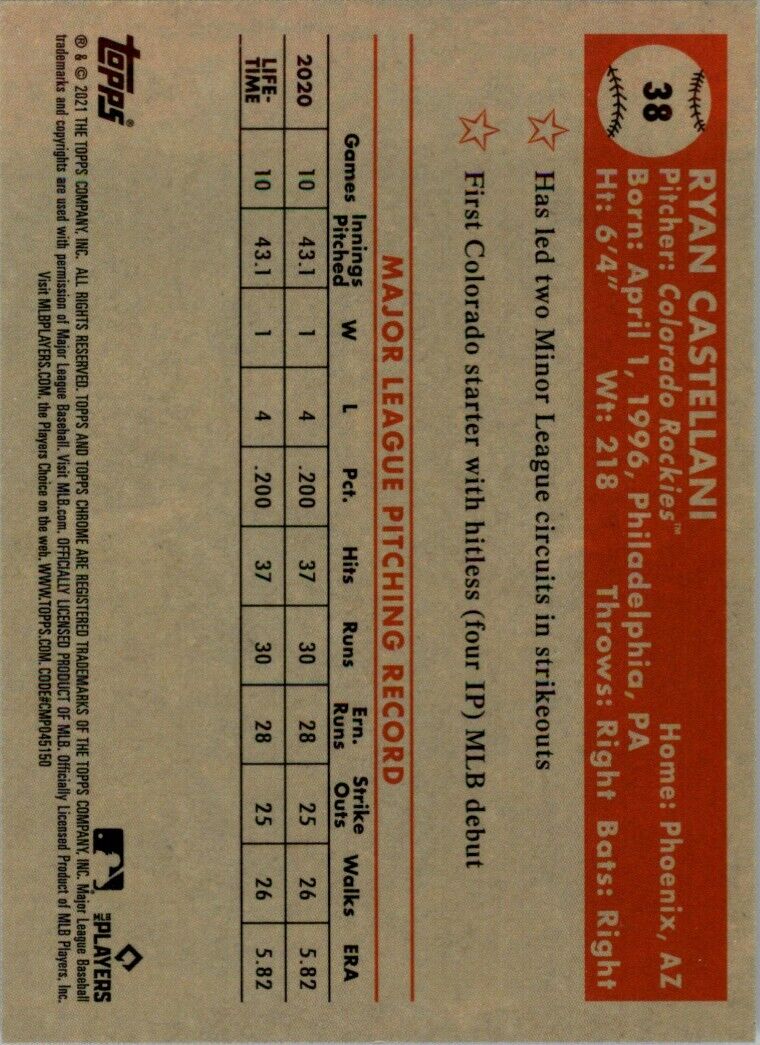 38
RYAN CASTELLANI
Pitcher: Colorado Rockies™ Home: Phoenix, AZ
Born: April 1, 1996, Philadelphia, PA
Ht: 6'4" Wt: 218 Throws: Right Bats: Right
Has led two Minor League circuits in strikeouts
First Colorado starter with hitless (four IP) MLB debut
MAJOR LEAGUE PITCHING RECORD
Games Innings Pitched W L Pct. Hits Runs Ern. Runs Strike Outs Walks ERA
2020 10 43.1 1 4 .200 37 30 28 25 26 5.82
LIFE-TIME 10 43.1 1 4 .200 37 30 28 25 26 5.82
topps®
MLB PLAYERS
® & © 2021 THE TOPPS COMPANY, INC. ALL RIGHTS RESERVED. TOPPS AND TOPPS CHROME ARE REGISTERED TRADEMARKS OF THE TOPPS COMPANY, INC. Major League Baseball
trademarks and copyrights are used with permission of Major League Baseball. Visit MLB.com. OFFICIALLY LICENSED PRODUCT OF MLB. Officially Licensed Product of MLB Players, Inc.
Visit MLBPLAYERS.COM, the Players Choice on the web. WWW.TOPPS.COM. CODE#CMP045150